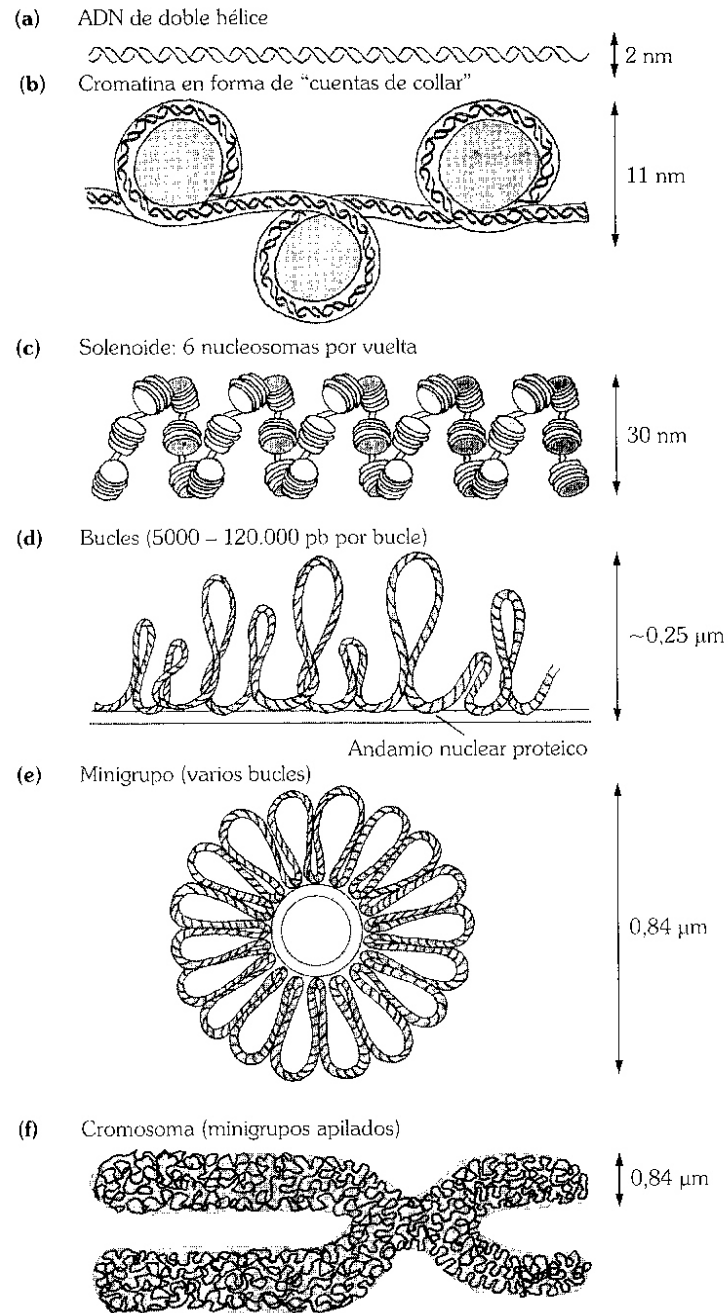 (a) ADN de doble hélice
2 nm
(b) Cromatina en forma de “cuentas de collar”
11 nm
(c) Solenoide: 6 nucleosomas por vuelta
30 nm
(d) Bucles (5000 – 120.000 pb por bucle)
~0,25 μm
Andamio nuclear proteico
(e) Minigrupo (varios bucles)
0,84 μm
(f) Cromosoma (minigrupos apilados)
0,84 μm